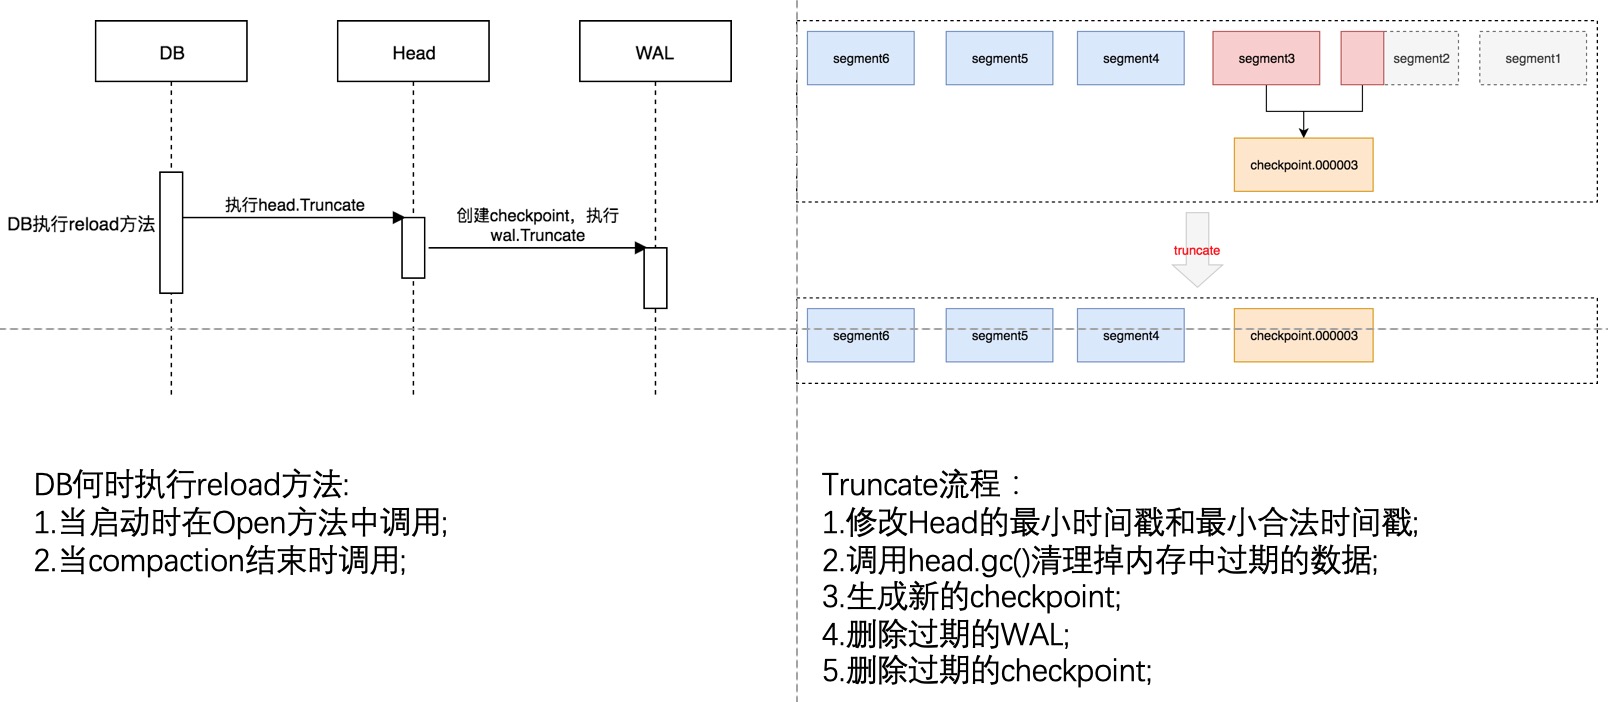 DB
Head
WAL
DB执行reload方法
执行head.Truncate
创建checkpoint，执行
wal.Truncate
segment6
segment5
segment4
segment3
segment2
segment1
checkpoint.000003
truncate
segment6
segment5
segment4
checkpoint.000003
DB何时执行reload方法:
1.当启动时在Open方法中调用;
2.当compaction结束时调用;
Truncate流程：
1.修改Head的最小时间戳和最小合法时间戳;
2.调用head.gc()清理掉内存中过期的数据;
3.生成新的checkpoint;
4.删除过期的WAL;
5.删除过期的checkpoint;